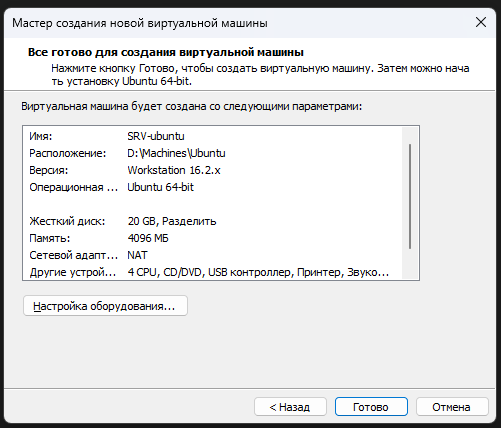 Мастер создания новой виртуальной машины
Все готово для создания виртуальной машины
Нажмите кнопку Готово, чтобы создать виртуальную машину. Затем можно нача
ть установку Ubuntu 64-bit.
Виртуальная машина будет создана со следующими параметрами:
Имя: SRV-ubuntu
Расположение: D:\Machines\Ubuntu
Версия: Workstation 16.2.x
Операционная ... Ubuntu 64-bit
Жесткий диск: 20 GB, Разделить
Память: 4096 МБ
Сетевой адапт... NAT
Другие устрой... 4 CPU, CD/DVD, USB контроллер, Принтер, Звуко...
Настройка оборудования...
< Назад Готово Отмена